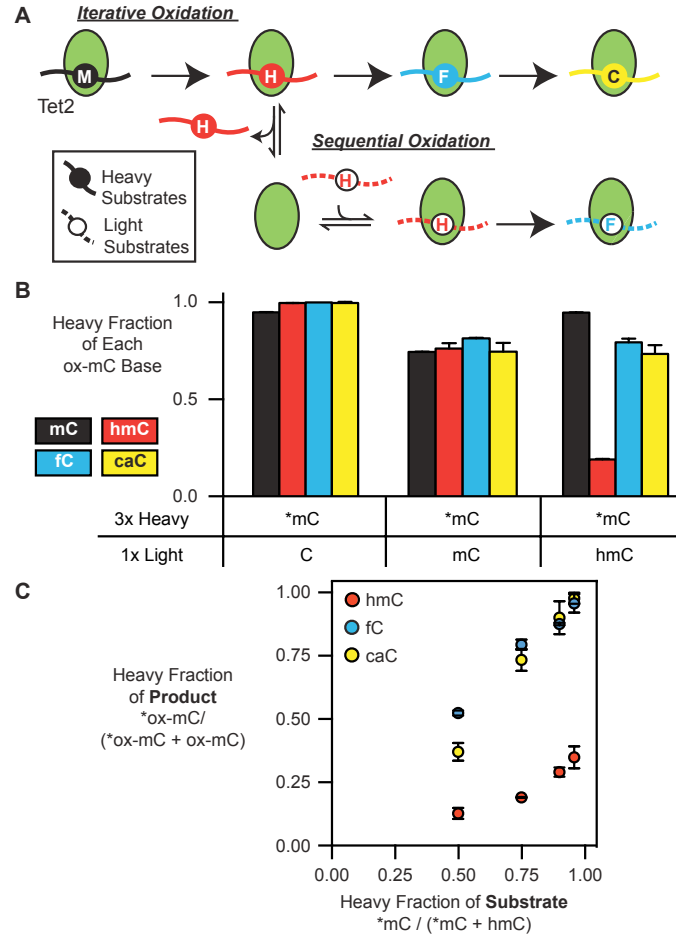 A
Iterative Oxidation
M
H
F
C
Tet2
H
Sequential Oxidation
H
H
F
Heavy
Substrates
Light
Substrates
B
Heavy Fraction
of Each
ox-mC Base
mC
hmC
fC
caC
1.0
0.5
0.0
3x Heavy
*mC
*mC
*mC
1x Light
C
mC
hmC
C
Heavy Fraction
of Product
*ox-mC/
(*ox-mC + ox-mC)
hmC
fC
caC
1.00
0.75
0.50
0.25
0.00
0.00
0.25
0.50
0.75
1.00
Heavy Fraction of Substrate
*mC / (*mC + hmC)